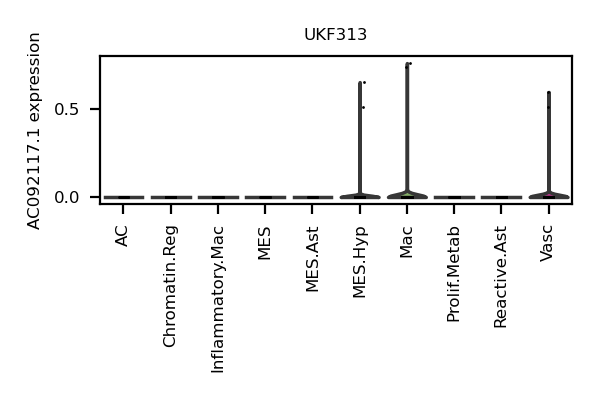 UKF313
AC092117.1 expression
0.5
0.0
AC
Chromatin.Reg
Inflammatory.Mac
MES
MES.Ast
MES.Hyp
Mac
Prolif.Metab
Reactive.Ast
Vasc